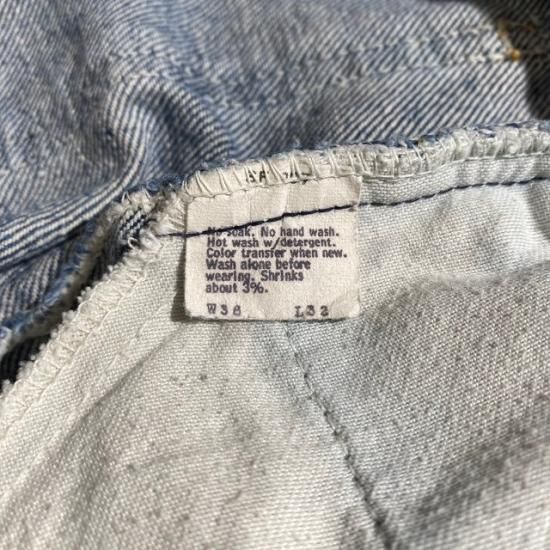 No soak. No hand wash.
Hot wash w/detergent.
Color transfer when new.
Wash alone before
wearing. Shrinks
about 3%.
W38 L32